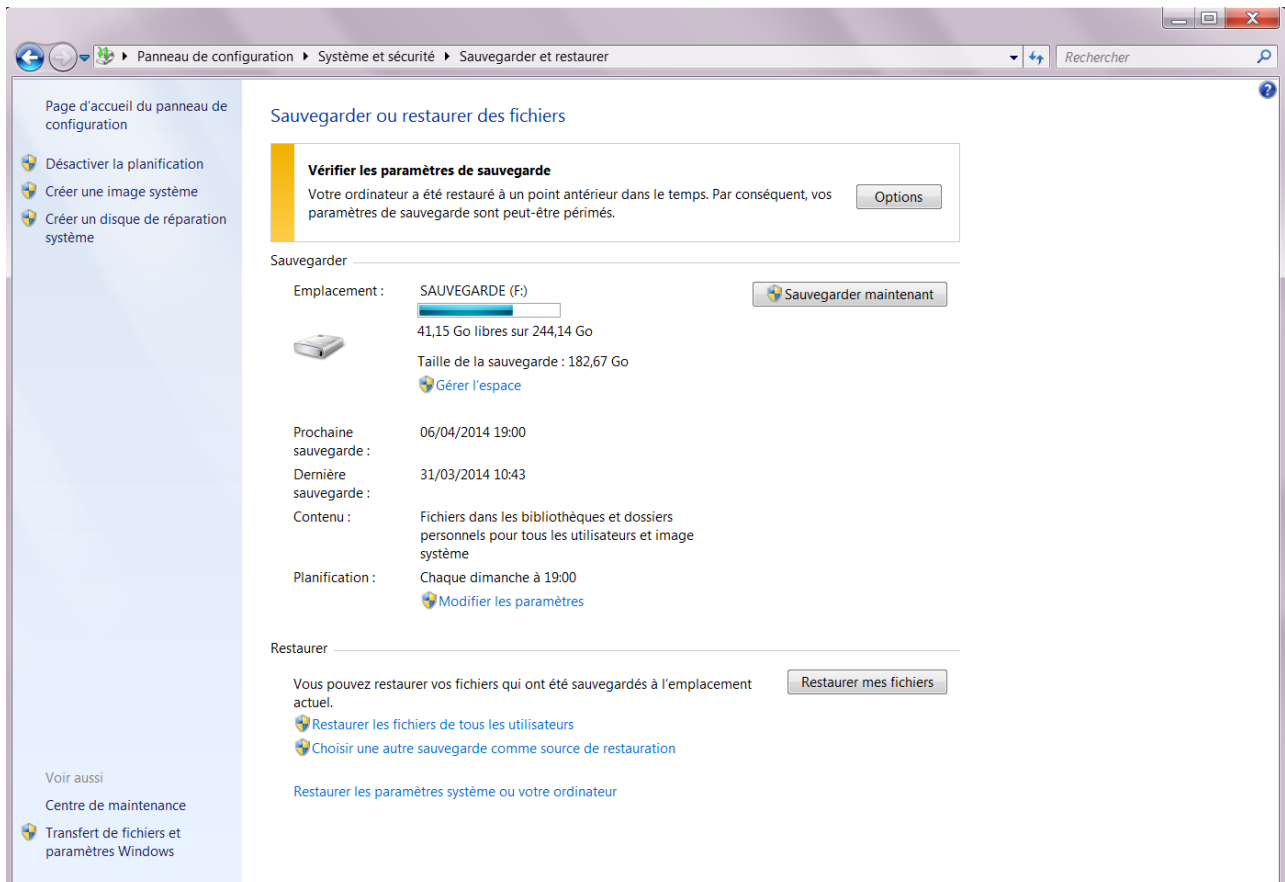 Panneau de configuration ▸ Système et sécurité ▸ Sauvegarder et restaurer
Rechercher
Page d'accueil du panneau de
configuration
Désactiver la planification
Créer une image système
Créer un disque de réparation
système
Sauvegarder ou restaurer des fichiers
Vérifier les paramètres de sauvegarde
Votre ordinateur a été restauré à un point antérieur dans le temps. Par conséquent, vos
paramètres de sauvegarde sont peut-être périmés.
Options
Sauvegarder
Emplacement :
SAUVEGARDE (F:)
Sauvegarder maintenant
41,15 Go libres sur 244,14 Go
Taille de la sauvegarde : 182,67 Go
Gérer l'espace
Prochaine
sauvegarde :
06/04/2014 19:00
Dernière
sauvegarde :
31/03/2014 10:43
Contenu :
Fichiers dans les bibliothèques et dossiers
personnels pour tous les utilisateurs et image
système
Planification :
Chaque dimanche à 19:00
Modifier les paramètres
Restaurer
Vous pouvez restaurer vos fichiers qui ont été sauvegardés à l'emplacement
actuel.
Restaurer mes fichiers
Restaurer les fichiers de tous les utilisateurs
Choisir une autre sauvegarde comme source de restauration
Restaurer les paramètres système ou votre ordinateur
Voir aussi
Centre de maintenance
Transfert de fichiers et
paramètres Windows